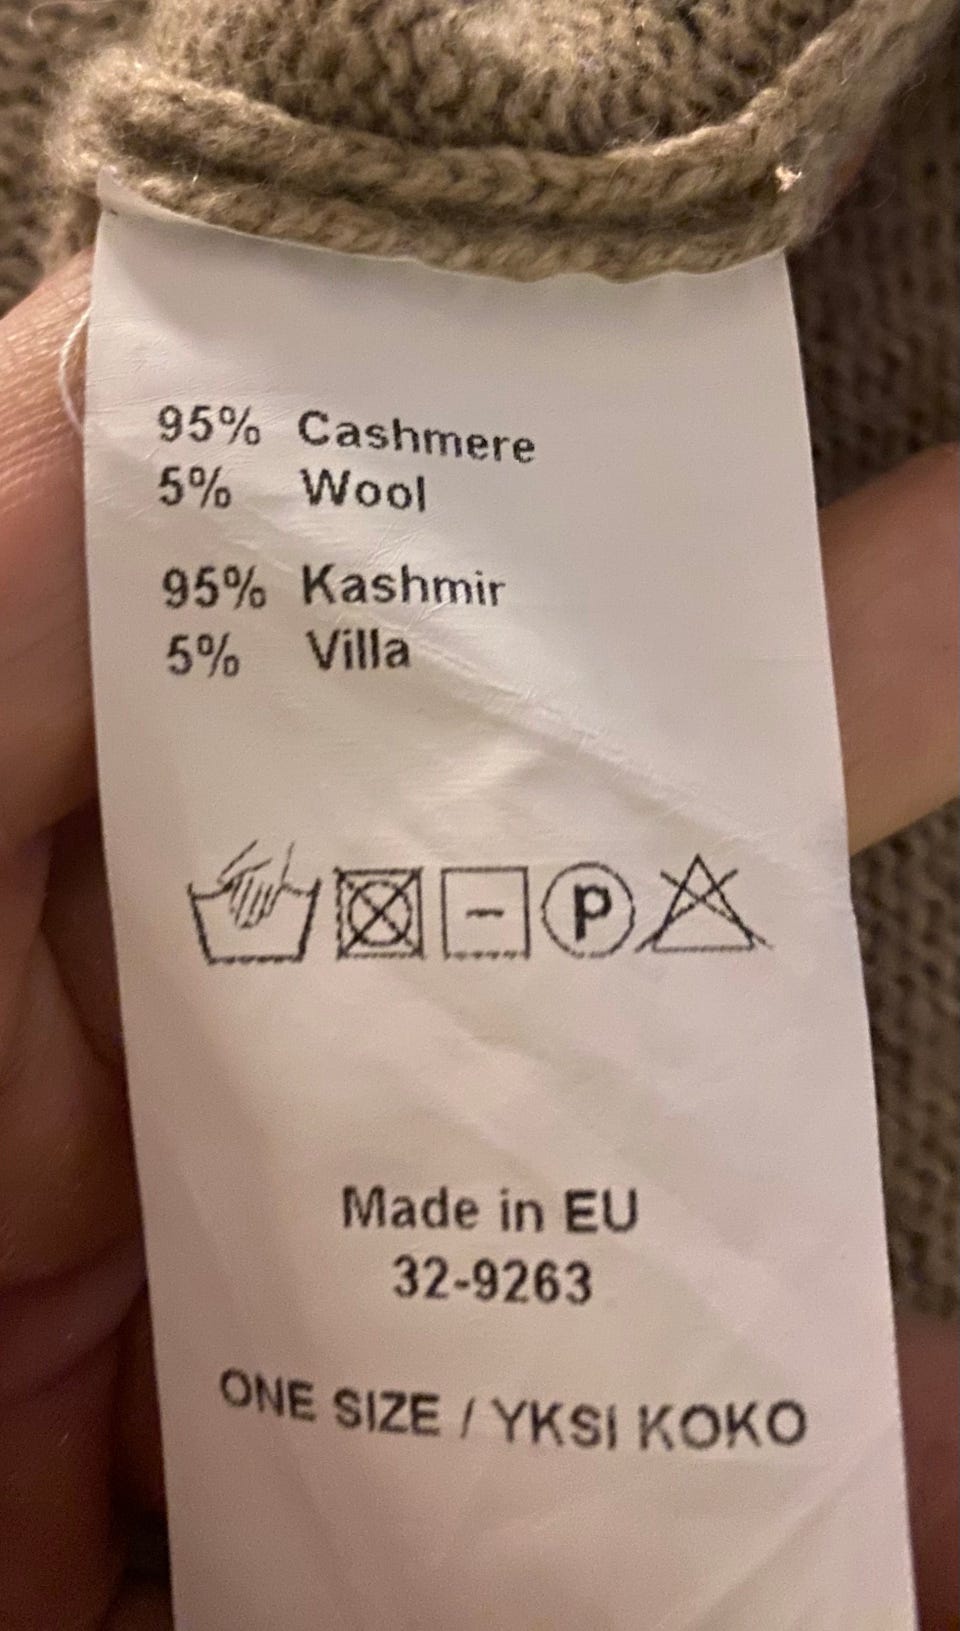 95% Cashmere
5% Wool
95% Kashmir
5% Villa
P
Made in EU
32-9263
ONE SIZE / YKSI KOKO